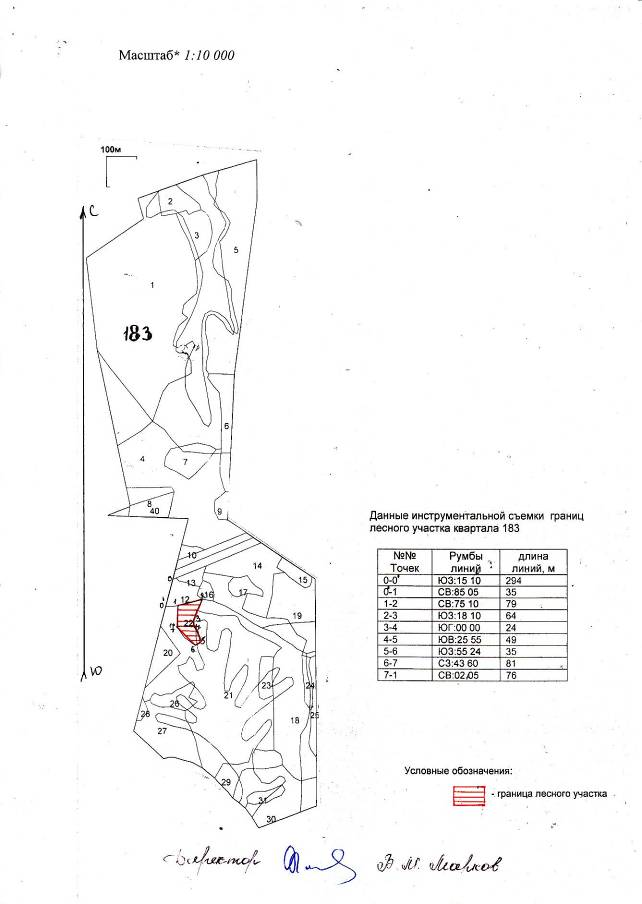 Масштаб* 1:10 000
100м
С
2
3
5
1
183
6
4
7
8
40
9
10
14
13
17
15
16
12
22
19
20
21
23
24
26
18
25
28
27
29
31
30
Ю
Данные инструментальной съемки границ
лесного участка квартала 183
№№ Точек Румбы линий длина линий, м
0-0' ЮЗ:15 10 294
0-1 СВ:85 05 35
1-2 СВ:75 10 79
2-3 ЮЗ:18 10 64
3-4 ЮГ:00 00 24
4-5 ЮВ:25 55 49
5-6 ЮЗ:55 24 35
6-7 СЗ:43 60 81
7-1 СВ:02 05 76
Условные обозначения:
- граница лесного участка
Директор В. М. Марков